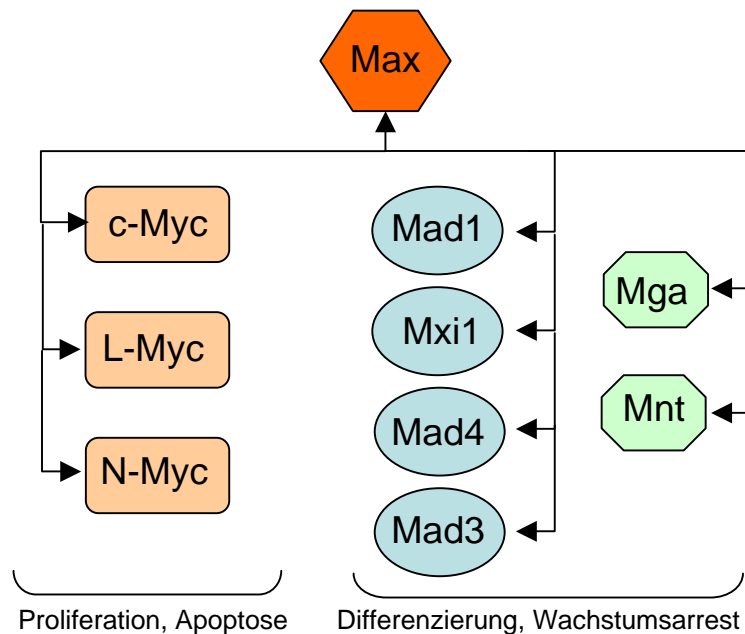 Max
c-Myc
L-Myc
N-Myc
Mad1
Mxi1
Mad4
Mad3
Mga
Mnt
Proliferation, Apoptose
Differenzierung, Wachstumsarrest